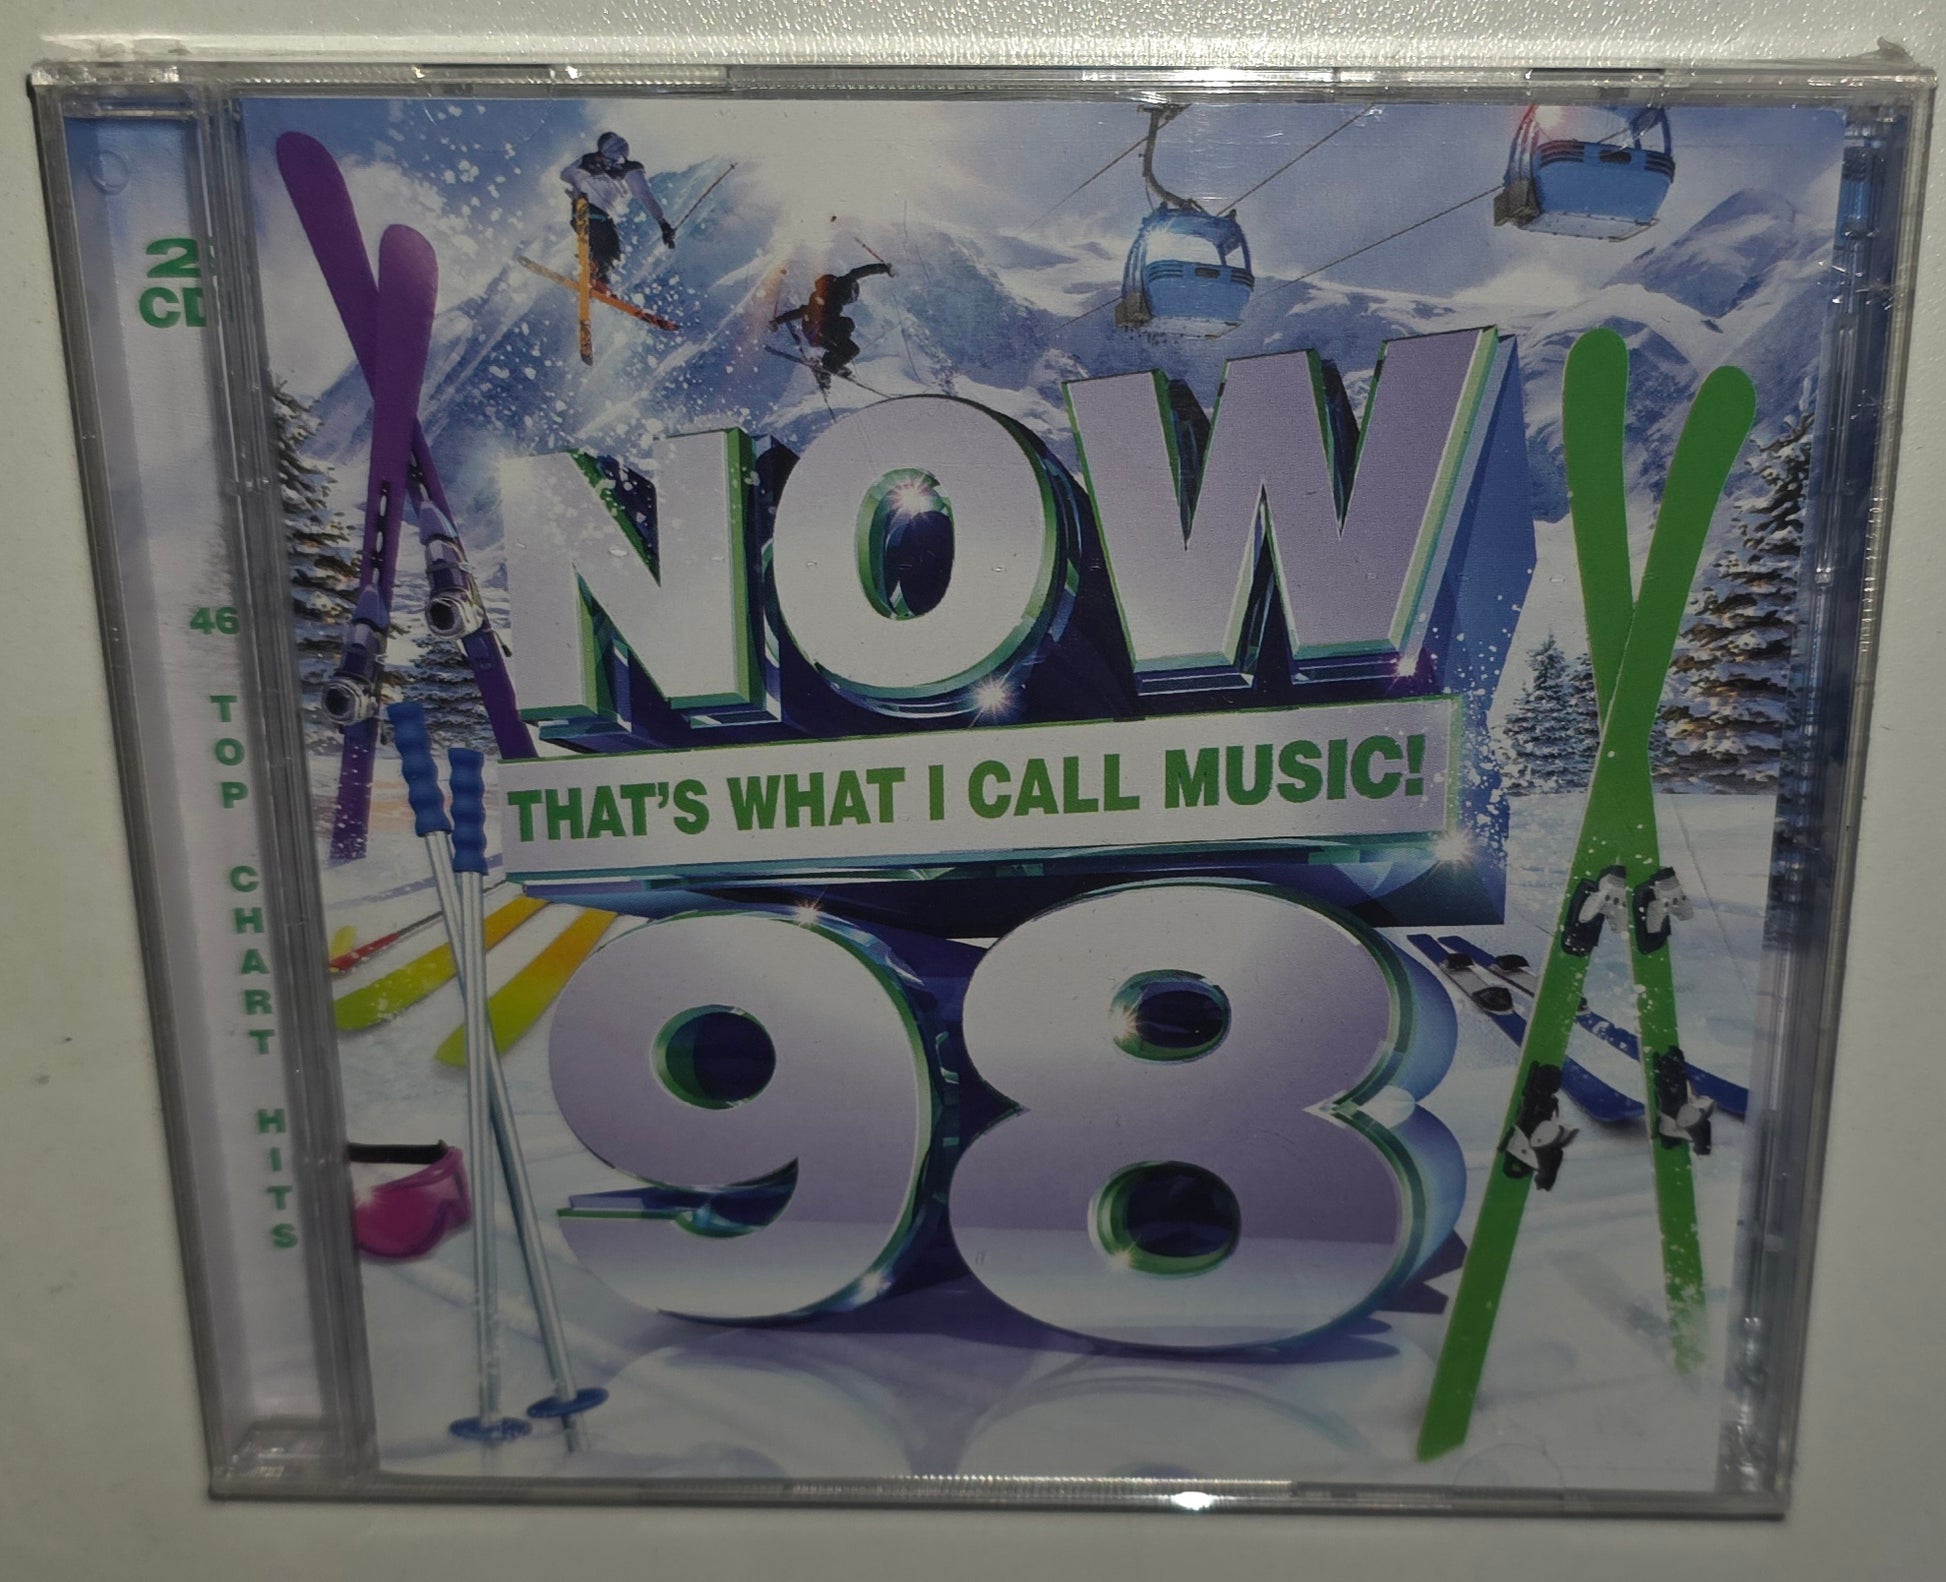 2
CD
46 TOP CHART HITS
NOW
THAT'S WHAT I CALL MUSIC!
98